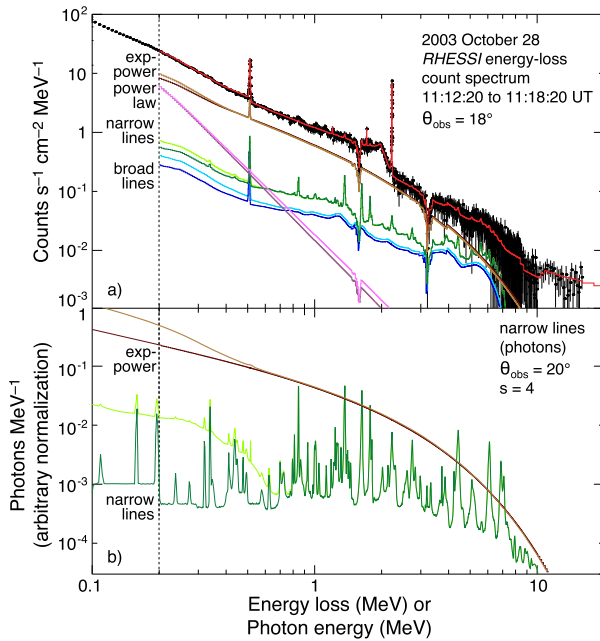 2003 October 28
RHESSI energy-loss
count spectrum
11:12:20 to 11:18:20 UT
θobs = 18°
exp-
power
power
law
narrow
lines
broad
lines
a)
Counts s−1 cm−2 MeV−1
10²
10
1
10-1
10-2
10-3
1
10-1
10-2
10-3
10-4
narrow lines
(photons)
θobs = 20°
s = 4
exp-
power
narrow
lines
b)
Photons MeV−1
(arbitrary normalization)
0.1
1
10
Energy loss (MeV) or
Photon energy (MeV)